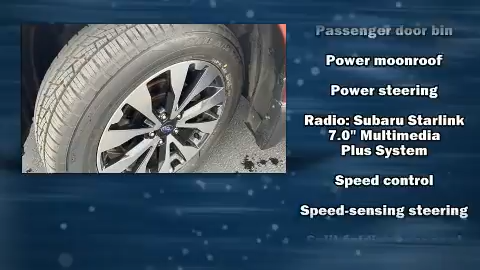 Passenger door bin
Power moonroof
Power steering
Radio: Subaru Starlink
7.0" Multimedia
Plus System
Speed control
Speed-sensing steering